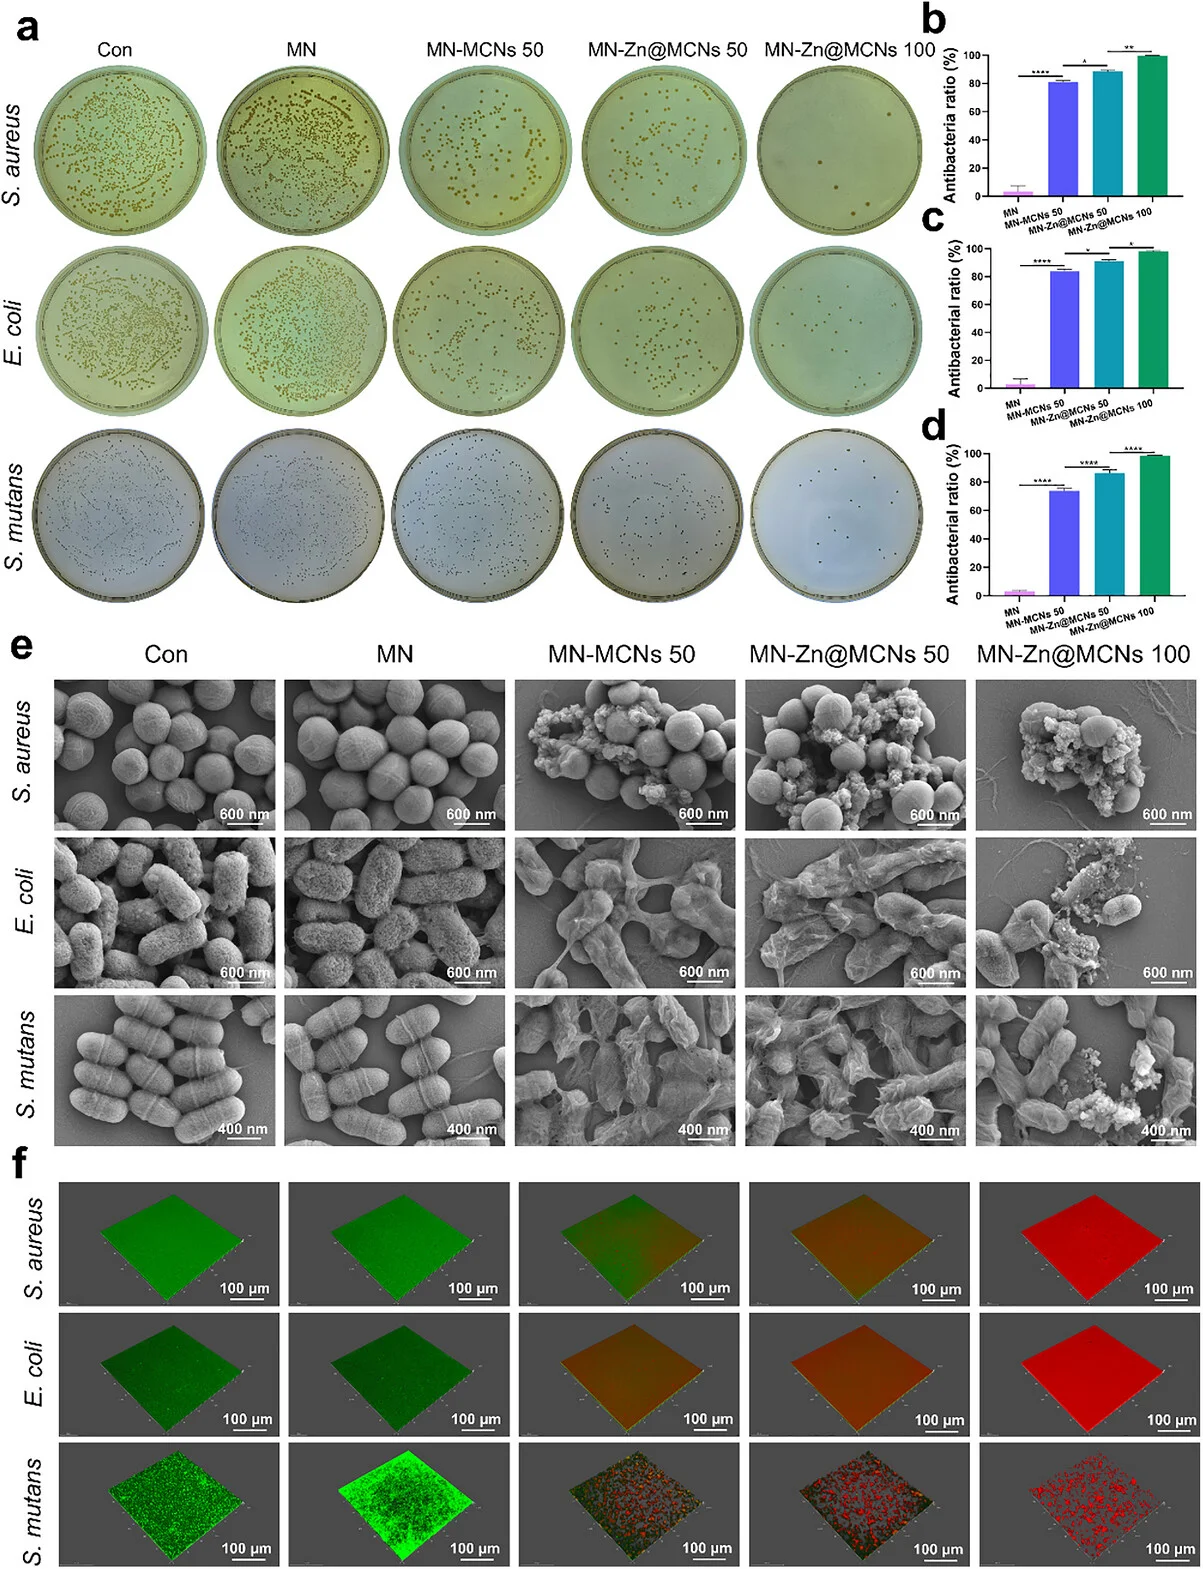 a
Con MN MN-MCNs 50 MN-Zn@MCNs 50 MN-Zn@MCNs 100
S. aureus
E. coli
S. mutans
b
Antibacteria ratio (%)
100
80
60
40
20
0
****
*
**
MN
MN-MCNs 50
MN-Zn@MCNs 50
MN-Zn@MCNs 100
c
Antibacterial ratio (%)
100
80
60
40
20
0
****
*
*
MN
MN-MCNs 50
MN-Zn@MCNs 50
MN-Zn@MCNs 100
d
Antibacterial ratio (%)
100
80
60
40
20
0
****
****
****
MN
MN-MCNs 50
MN-Zn@MCNs 50
MN-Zn@MCNs 100
e
Con MN MN-MCNs 50 MN-Zn@MCNs 50 MN-Zn@MCNs 100
S. aureus
600 nm 600 nm 600 nm 600 nm 600 nm
E. coli
600 nm 600 nm 600 nm 600 nm 600 nm
S. mutans
400 nm 400 nm 400 nm 400 nm 400 nm
f
S. aureus
100 µm 100 µm 100 µm 100 µm 100 µm
E. coli
100 µm 100 µm 100 µm 100 µm 100 µm
S. mutans
100 µm 100 µm 100 µm 100 µm 100 µm